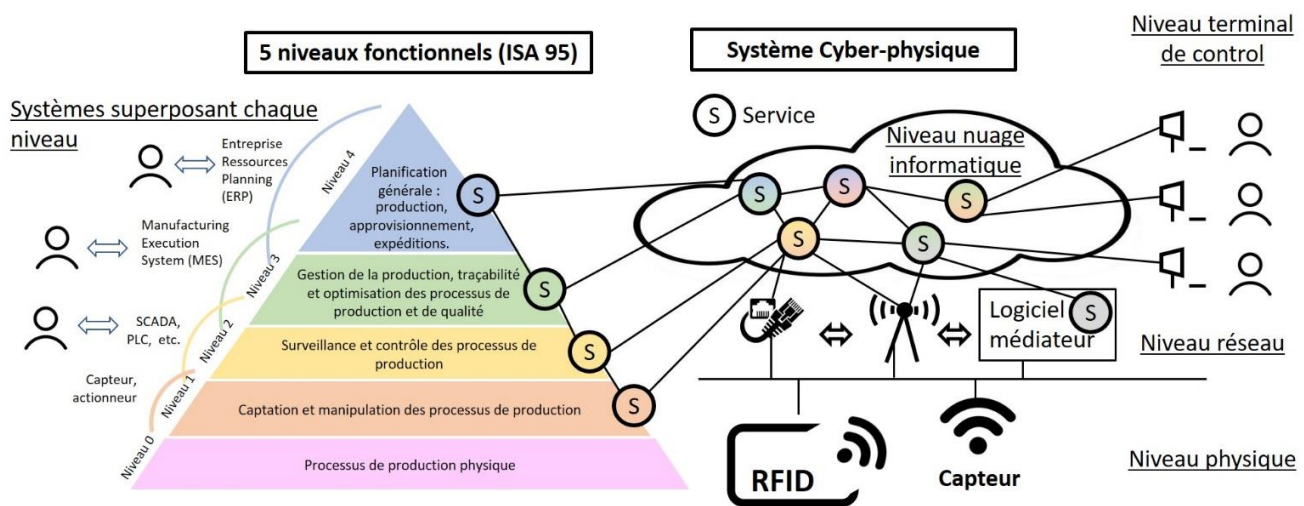 5 niveaux fonctionnels (ISA 95)
Système Cyber-physique
Niveau terminal
de control
Systèmes superposant chaque
niveau
Entreprise
Ressources
Planning
(ERP)
Manufacturing
Execution
System (MES)
SCADA,
PLC, etc.
Capteur,
actionneur
Niveau 4
Niveau 3
Niveau 2
Niveau 1
Niveau 0
Planification
générale :
production,
approvisionnement,
expéditions.
S
Gestion de la production, traçabilité
et optimisation des processus de
production et de qualité
S
Surveillance et contrôle des processus de
production
S
Captation et manipulation des processus de production
S
Processus de production physique
S Service
Niveau nuage
informatique
S
S
S
S
S
Logiciel
médiateur
S
Niveau réseau
RFID
Capteur
Niveau physique